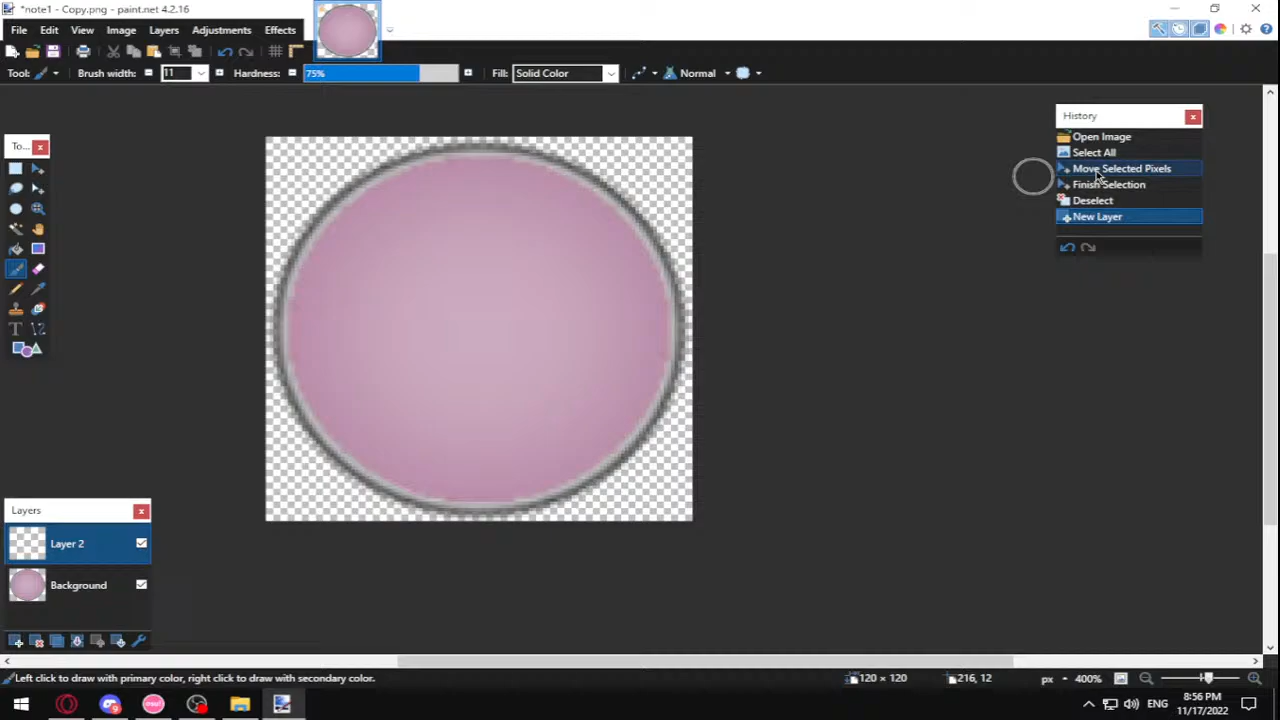 *note1 - Copy.png - paint.net 4.2.16
File Edit View Image Layers Adjustments Effects
Tool: Brush width: 11 Hardness: 75% Fill: Solid Color Normal
To...
History
Open Image
Select All
Move Selected Pixels
Finish Selection
Deselect
New Layer
Layers
Layer 2
Background
Left click to draw with primary color, right click to draw with secondary color. 120 × 120 216, 12 px 400%
ENG
8:56 PM
11/17/2022